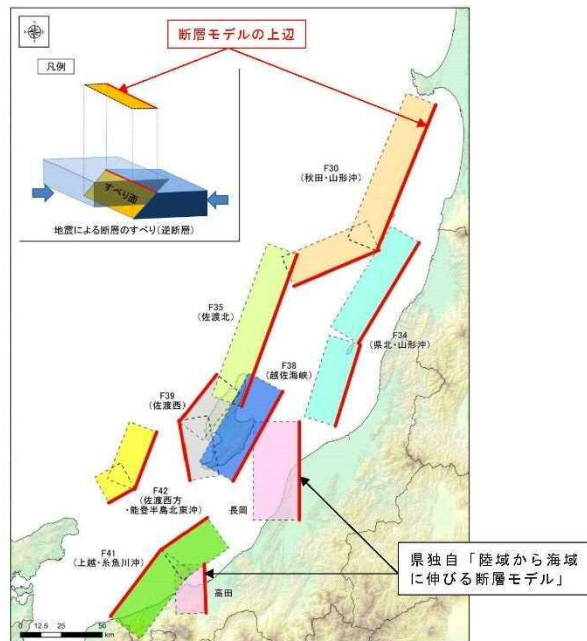 断層モデルの上辺
凡例
すべり面
地震による断層のすべり(逆断層)
F30
(秋田・山形沖)
F35
(佐渡北)
F34
(県北・山形沖)
F38
(越佐海峡)
F39
(佐渡西)
F42
(佐渡西方
・能登半島北東沖)
長岡
F41
(上越・糸魚川沖)
高田
県独自「陸域から海域
に伸びる断層モデル」
0 12.5 25 50
km